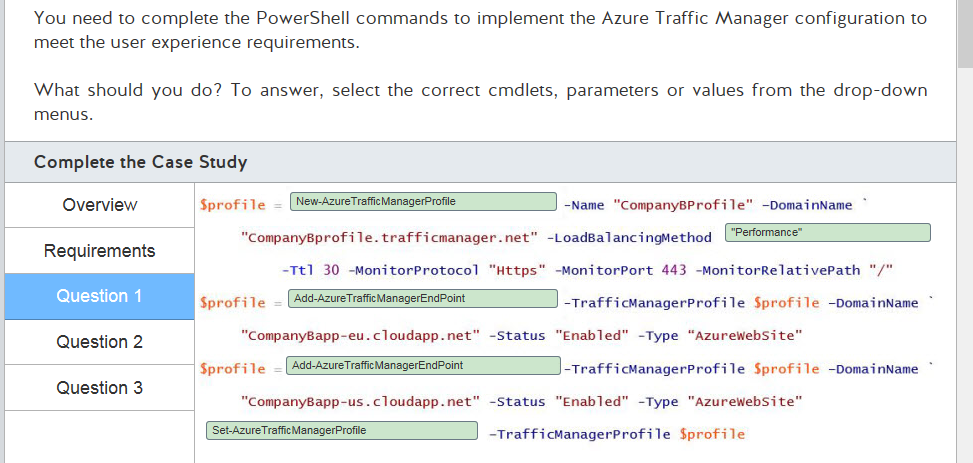 You need to complete the PowerShell commands to implement the Azure Traffic Manager configuration to
meet the user experience requirements.
What should you do? To answer, select the correct cmdlets, parameters or values from the drop-down
menus.
Complete the Case Study
Overview
Requirements
Question 1
Question 2
Question 3
$profile = New-AzureTrafficManagerProfile -Name "CompanyBProfile" -DomainName `
"CompanyBprofile.trafficmanager.net" -LoadBalancingMethod "Performance"
-Ttl 30 -MonitorProtocol "Https" -MonitorPort 443 -MonitorRelativePath "/"
$profile = Add-AzureTrafficManagerEndPoint -TrafficManagerProfile $profile -DomainName `
"CompanyBapp-eu.cloudapp.net" -Status "Enabled" -Type “AzureWebSite”
$profile = Add-AzureTrafficManagerEndPoint -TrafficManagerProfile $profile -DomainName `
"CompanyBapp-us.cloudapp.net" -Status "Enabled" -Type "AzureWebSite"
Set-AzureTrafficManagerProfile -TrafficManagerProfile $profile